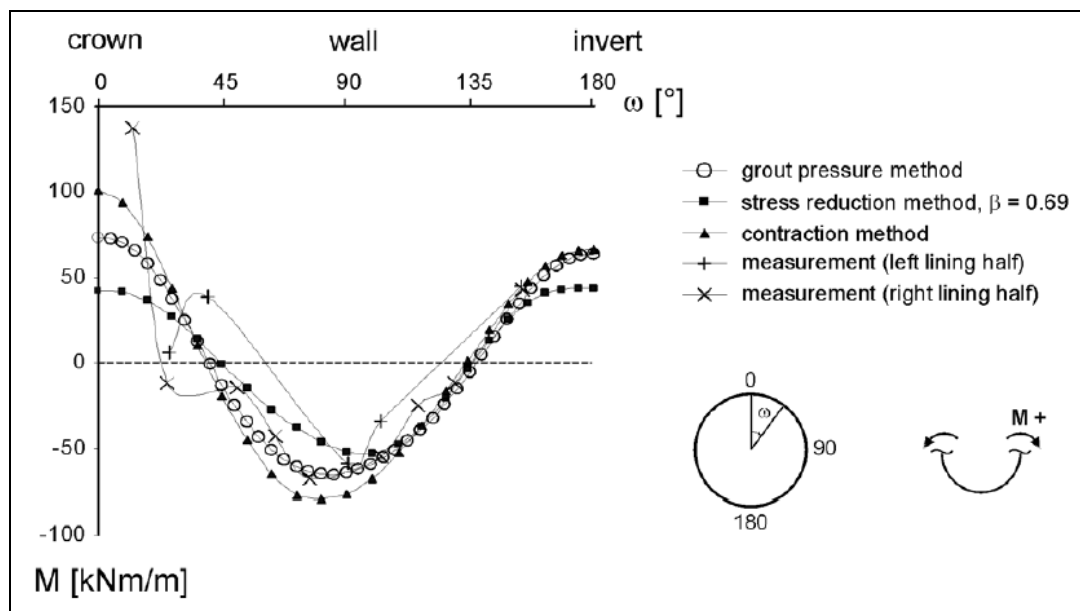 crown wall invert
0 45 90 135 180
ω [°]
150
100
50
0
-50
-100
M [kNm/m]
grout pressure method
stress reduction method, β = 0.69
contraction method
measurement (left lining half)
measurement (right lining half)
0
ω
90
180
M +